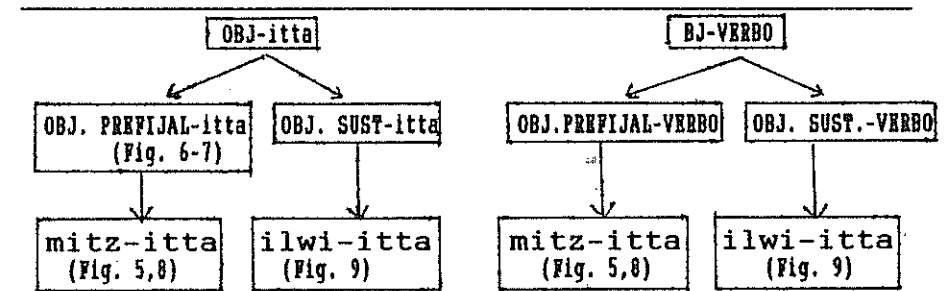 OBJ-itta BJ-VERBO
OBJ. PREFIJAL-itta OBJ. SUST-itta OBJ.PREFIJAL-VERBO OBJ. SUST.-VERBO
(Fig. 6-7)
mitz-itta ilwi-itta mitz-itta ilwi-itta
(Fig. 5,8) (Fig. 9) (Fig. 5,8) (Fig. 9)